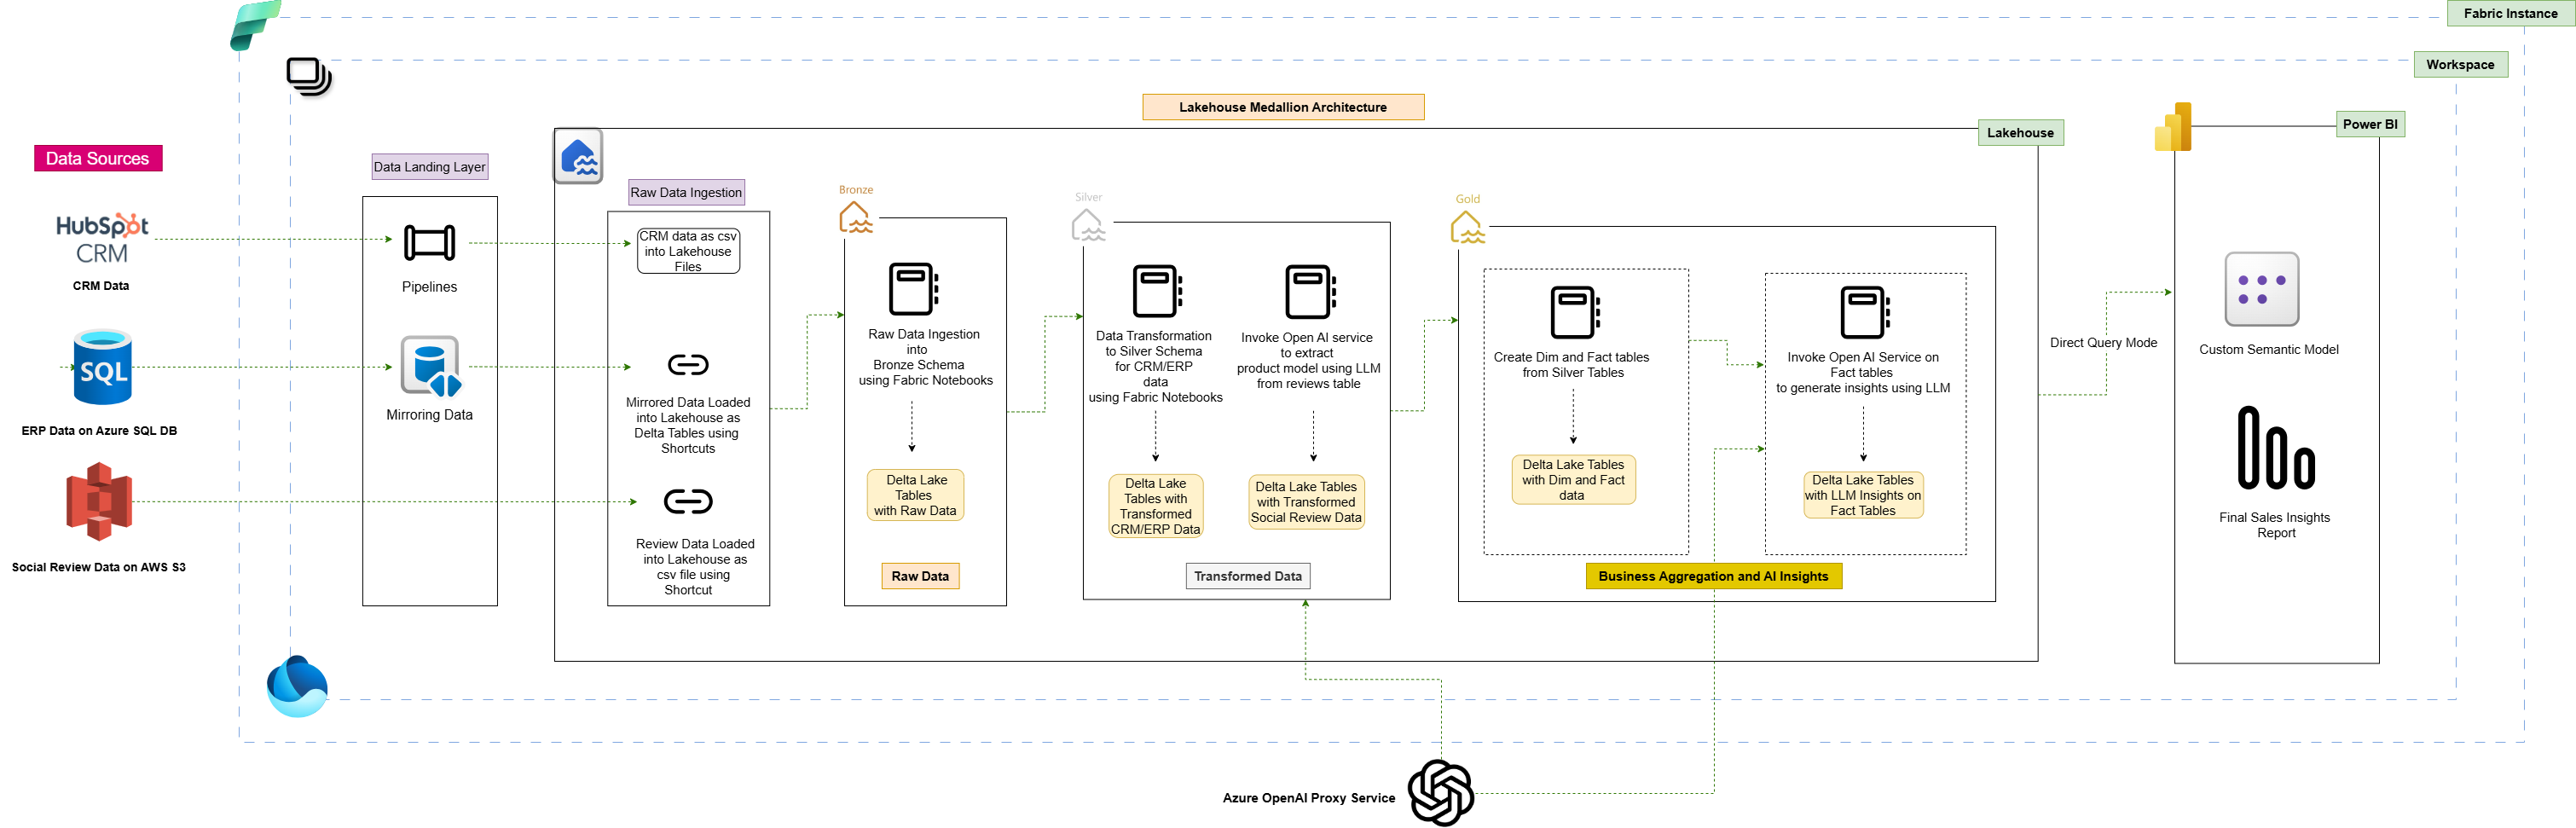 Fabric Instance
Workspace
Lakehouse Medallion Architecture
Lakehouse
Power BI
Data Sources
HubSpot
CRM
CRM Data
SQL
ERP Data on Azure SQL DB
Social Review Data on AWS S3
Data Landing Layer
Pipelines
Mirroring Data
Raw Data Ingestion
CRM data as csv
into Lakehouse
Files
Mirrored Data Loaded
into Lakehouse as
Delta Tables using
Shortcuts
Review Data Loaded
into Lakehouse as
csv file using
Shortcut
Bronze
Raw Data Ingestion
into
Bronze Schema
using Fabric Notebooks
Delta Lake
Tables
with Raw Data
Raw Data
Silver
Data Transformation
to Silver Schema
for CRM/ERP
data
using Fabric Notebooks
Delta Lake
Tables with
Transformed
CRM/ERP Data
Invoke Open AI service
to extract
product model using LLM
from reviews table
Delta Lake Tables
with Transformed
Social Review Data
Transformed Data
Gold
Create Dim and Fact tables
from Silver Tables
Delta Lake Tables
with Dim and Fact
data
Invoke Open AI Service on
Fact tables
to generate insights using LLM
Delta Lake Tables
with LLM Insights on
Fact Tables
Business Aggregation and AI Insights
Direct Query Mode
Custom Semantic Model
Final Sales Insights
Report
Azure OpenAI Proxy Service